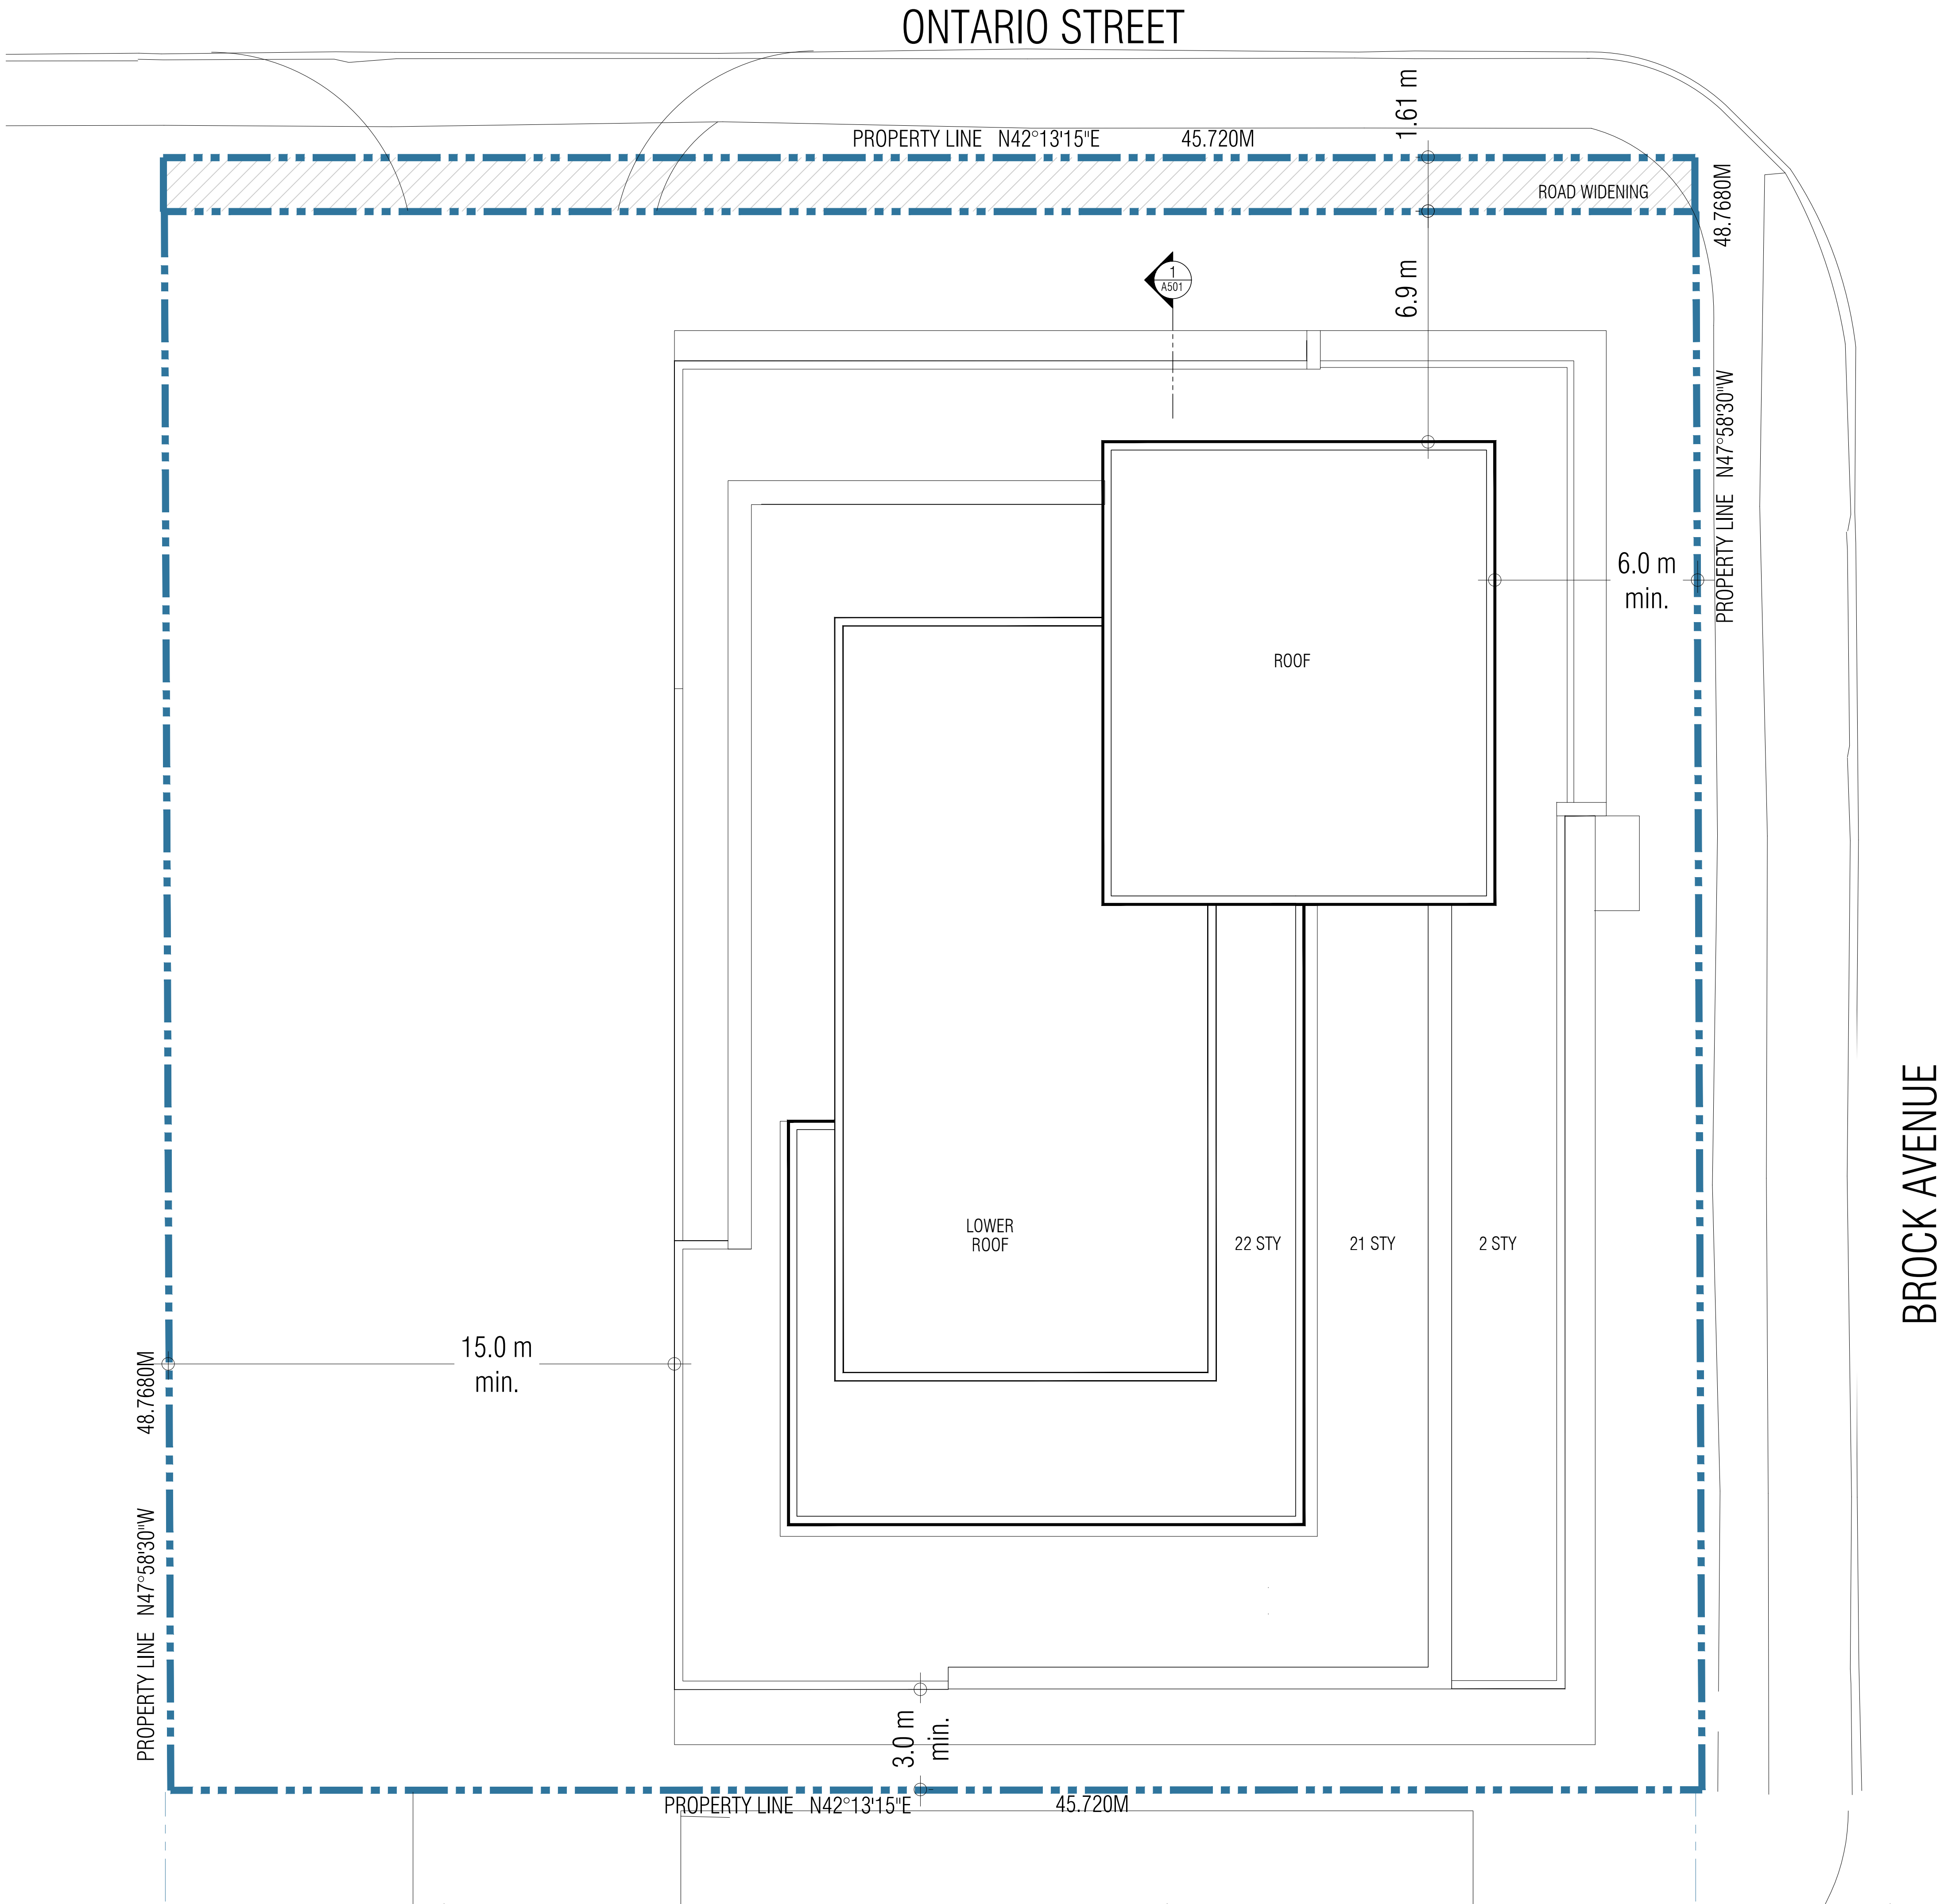 ONTARIO STREET
1.61 m
PROPERTY LINE N42°13'15"E 45.720M
ROAD WIDENING
48.7680M
6.9 m
1
A501
PROPERTY LINE N47°58'30"W
6.0 m
min.
ROOF
BROCK AVENUE
LOWER
ROOF
22 STY
21 STY
2 STY
15.0 m
min.
48.7680M
PROPERTY LINE N47°58'30"W
3.0 m
min.
PROPERTY LINE N42°13'15"E 45.720M